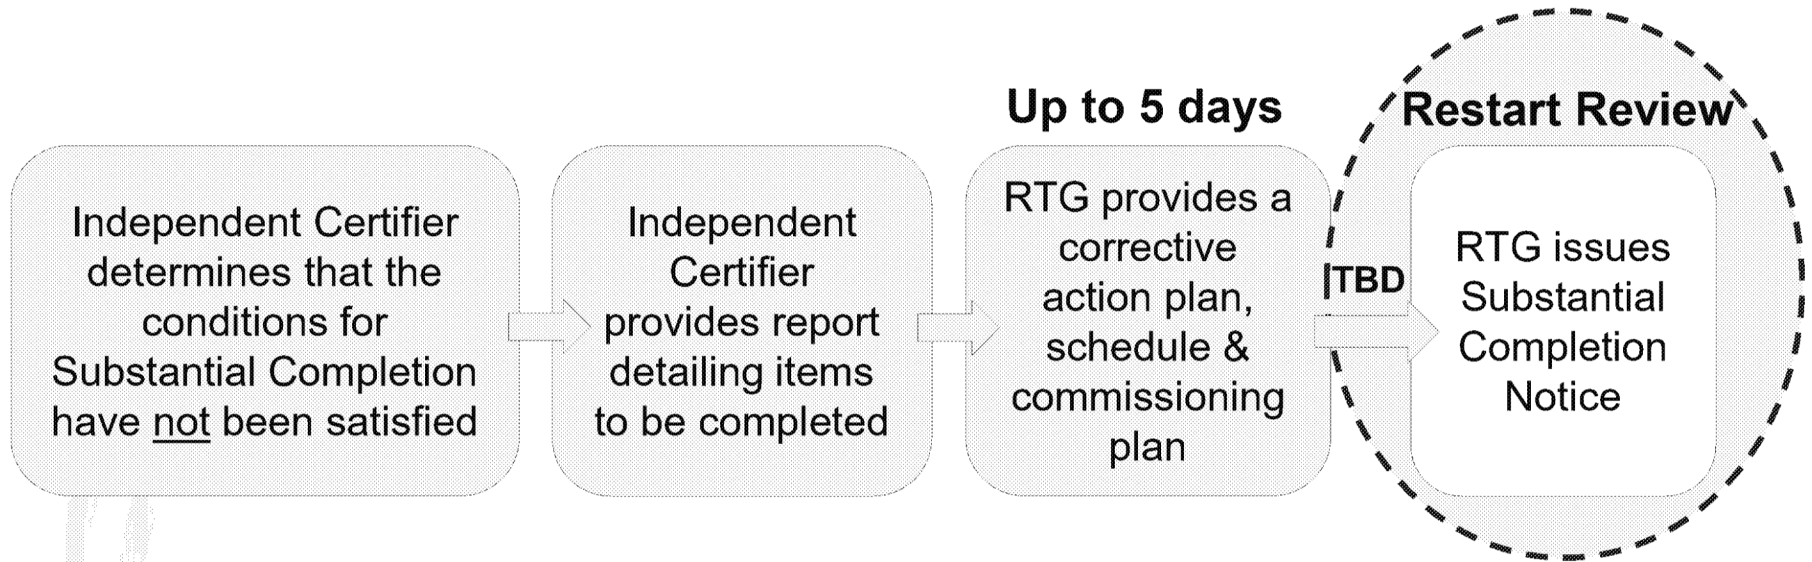 Independent Certifier
determines that the
conditions for
Substantial Completion
have not been satisfied
Independent
Certifier
provides report
detailing items
to be completed
Up to 5 days
RTG provides a
corrective
action plan,
schedule &
commissioning
plan
TBD
Restart Review
RTG issues
Substantial
Completion
Notice